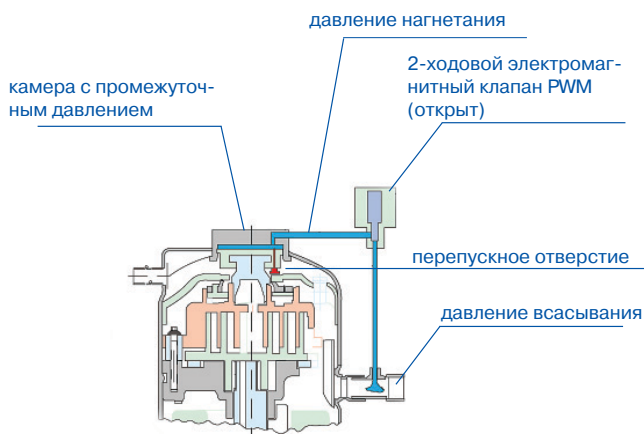 давление нагнетания
2-ходовой электромаг-
нитный клапан PWM
(открыт)
камера с промежуточ-
ным давлением
перепускное отверстие
давление всасывания